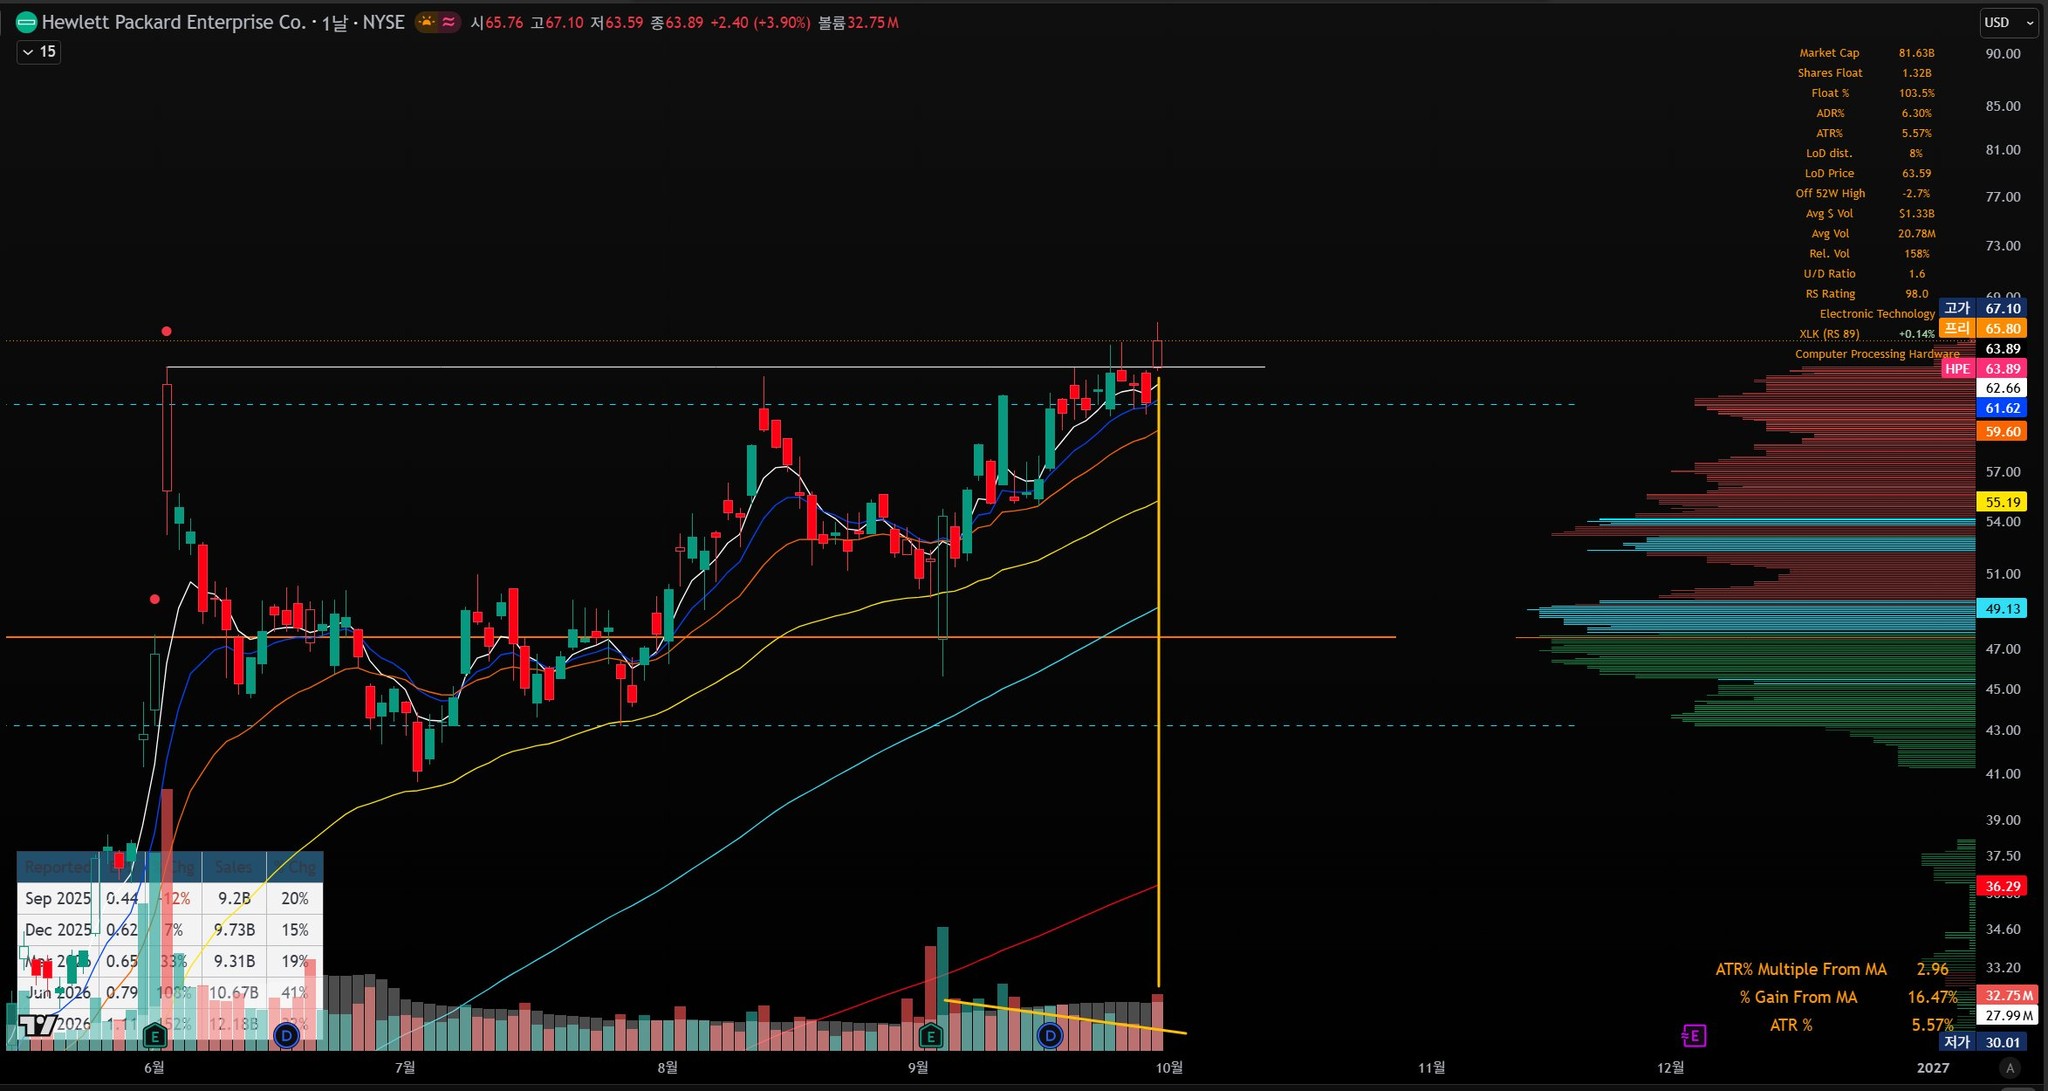 Hewlett Packard Enterprise Co. · 1날 · NYSE 시65.76 고67.10 저63.59 종63.89 +2.40 (+3.90%) 볼륨32.75M
USD
15
Market Cap 81.63B
Shares Float 1.32B
Float % 103.5%
ADR% 6.30%
ATR% 5.57%
LoD dist. 8%
LoD Price 63.59
Off 52W High -2.7%
Avg $ Vol $1.33B
Avg Vol 20.78M
Rel. Vol 158%
U/D Ratio 1.6
RS Rating 98.0
Electronic Technology
XLK (RS 89) +0.14%
Computer Processing Hardware
90.00
85.00
81.00
77.00
73.00
69.00
고가 67.10
프리 65.80
63.89
HPE 63.89
62.66
61.62
59.60
57.00
55.19
54.00
51.00
49.13
47.00
45.00
43.00
41.00
39.00
37.50
36.29
34.60
33.20
32.75M
27.99M
저가 30.01
Reported Chg Sales Chg
Sep 2025 0.44 -12% 9.2B 20%
Dec 2025 0.62 7% 9.73B 15%
0.65 33% 9.31B 19%
Jun 2026 0.79 108% 10.67B 41%
2026 1.11 152% 12.18B
ATR% Multiple From MA 2.96
% Gain From MA 16.47%
ATR % 5.57%
E
D
E
D
E
6월 7월 8월 9월 10월 11월 12월 2027
A